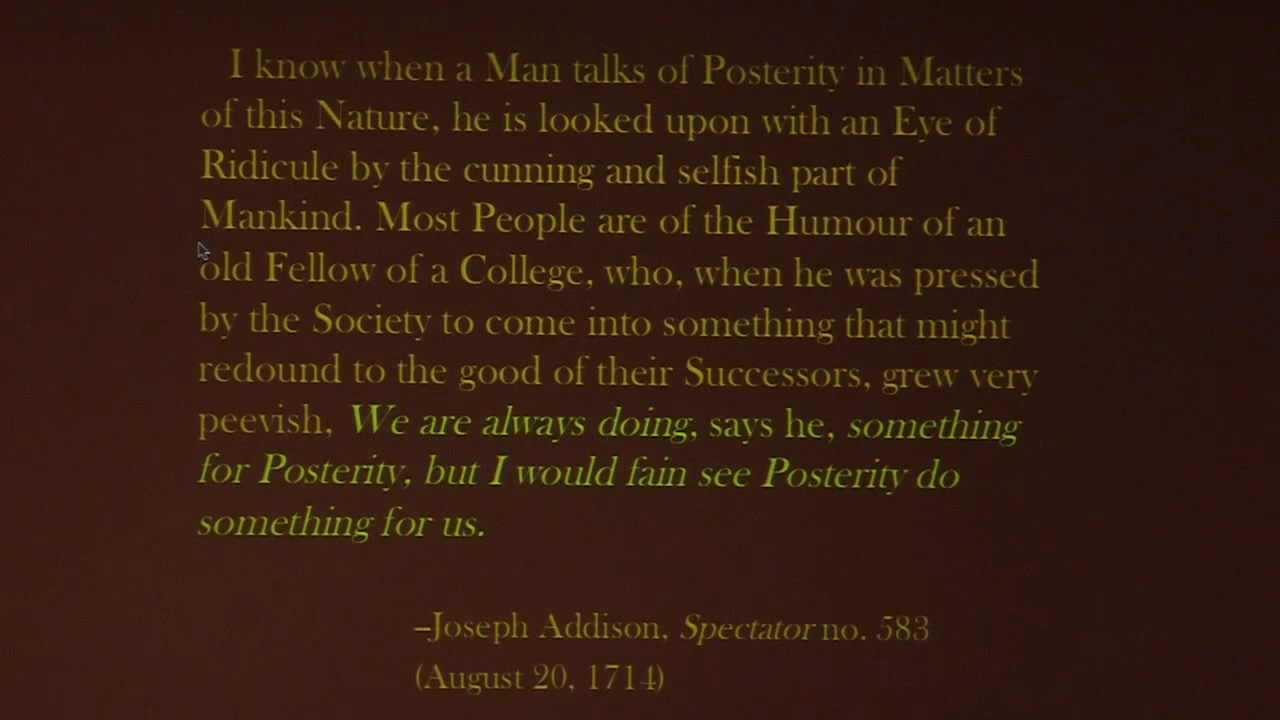 I know when a Man talks of Posterity in Matters
of this Nature, he is looked upon with an Eye of
Ridicule by the cunning and selfish part of
Mankind. Most People are of the Humour of an
old Fellow of a College, who, when he was pressed
by the Society to come into something that might
redound to the good of their Successors, grew very
peevish, We are always doing, says he, something
for Posterity, but I would fain see Posterity do
something for us.
–Joseph Addison, Spectator no. 583
(August 20, 1714)